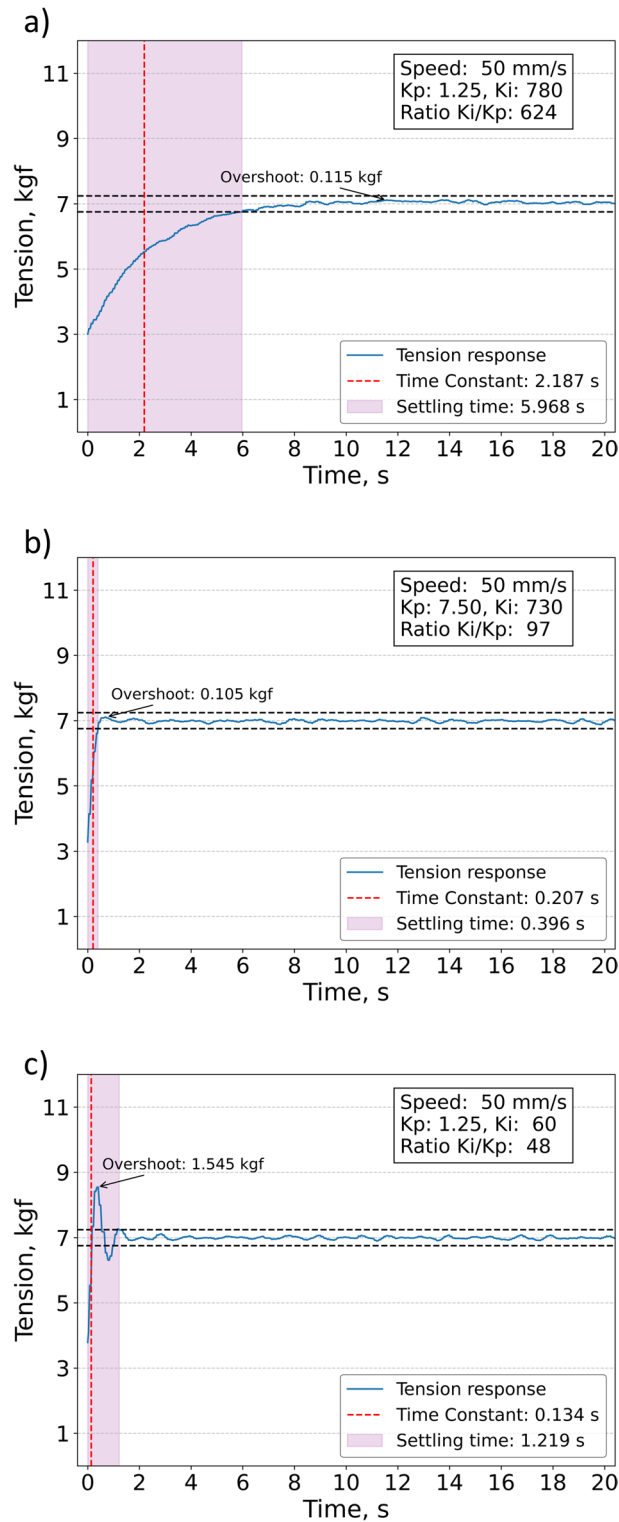 a)
Speed:  50 mm/s
Kp: 1.25, Ki: 780
Ratio Ki/Kp: 624
Overshoot: 0.115 kgf
Tension, kgf
11
9
7
5
3
1
Tension response
Time Constant: 2.187 s
Settling time: 5.968 s
0 2 4 6 8 10 12 14 16 18 20
Time, s
b)
Speed:  50 mm/s
Kp: 7.50, Ki: 730
Ratio Ki/Kp:  97
Overshoot: 0.105 kgf
Tension, kgf
11
9
7
5
3
1
Tension response
Time Constant: 0.207 s
Settling time: 0.396 s
0 2 4 6 8 10 12 14 16 18 20
Time, s
c)
Speed:  50 mm/s
Kp: 1.25, Ki:  60
Ratio Ki/Kp:  48
Overshoot: 1.545 kgf
Tension, kgf
11
9
7
5
3
1
Tension response
Time Constant: 0.134 s
Settling time: 1.219 s
0 2 4 6 8 10 12 14 16 18 20
Time, s